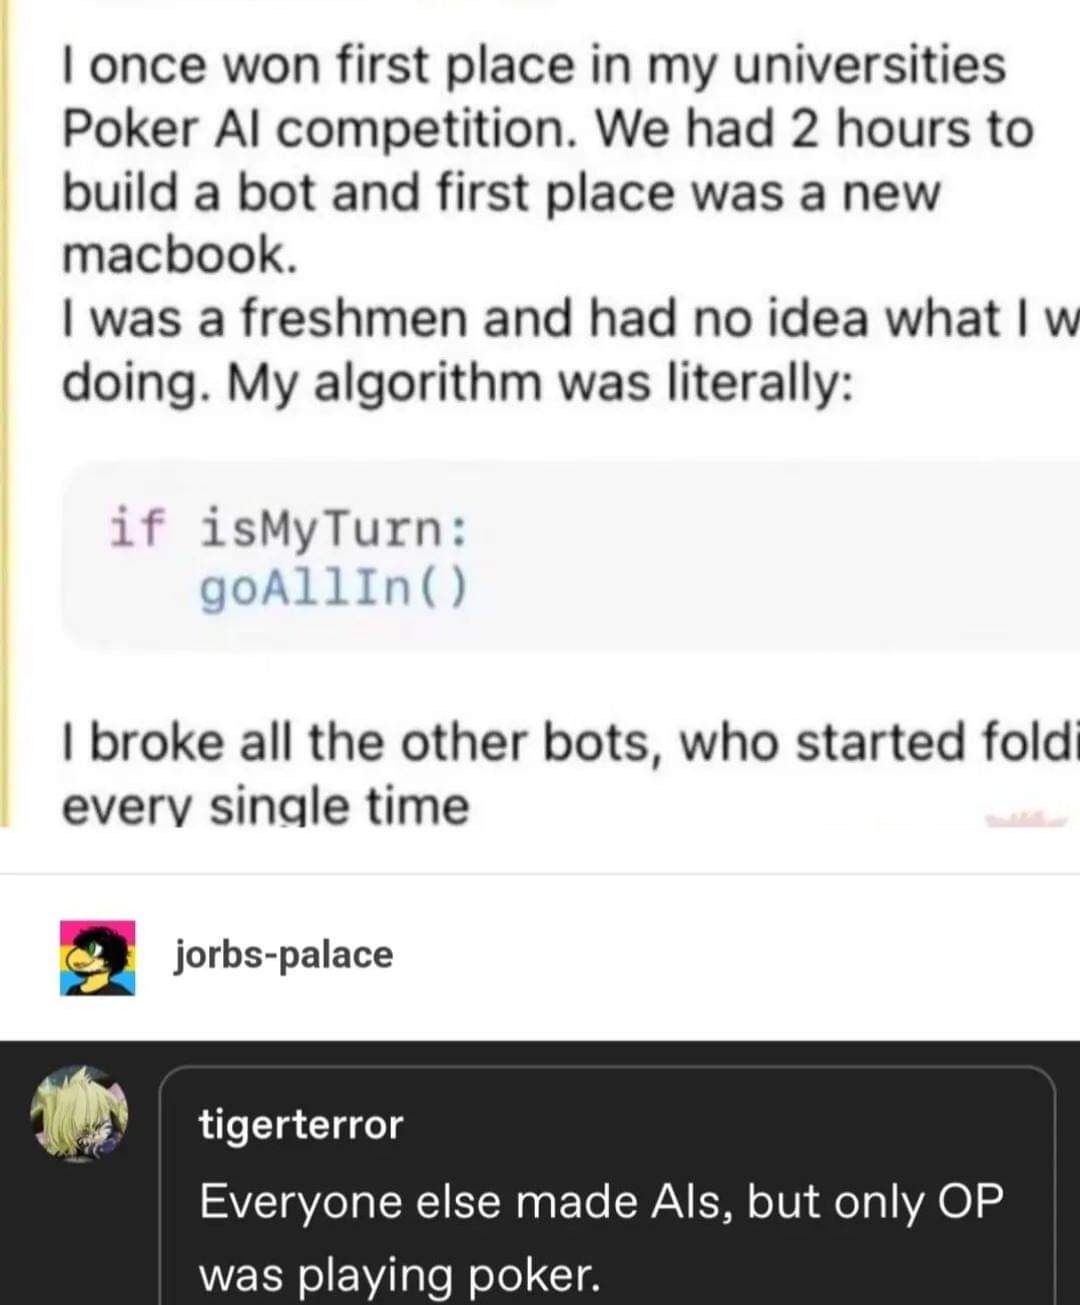 I once won first place in my universities
Poker AI competition. We had 2 hours to
build a bot and first place was a new
macbook.
I was a freshmen and had no idea what I w
doing. My algorithm was literally:
if isMyTurn:
goAllIn()
I broke all the other bots, who started foldi
every single time
jorbs-palace
tigerterror
Everyone else made AIs, but only OP
was playing poker.